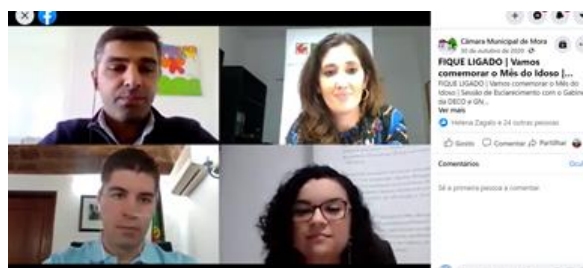 Câmara Municipal de Mora
30 de outubro de 2020
FIQUE LIGADO | Vamos
comemorar o Mês do Idoso |...
FIQUE LIGADO | Vamos comemorar o Mês do
Idoso | Sessão de Esclarecimento com o Gabinete
da DECO e GN...
Ver mais
Helena Zagalo e 24 outras pessoas
Gosto Comentar Partilhar
Comentários
Sê a primeira pessoa a comentar.